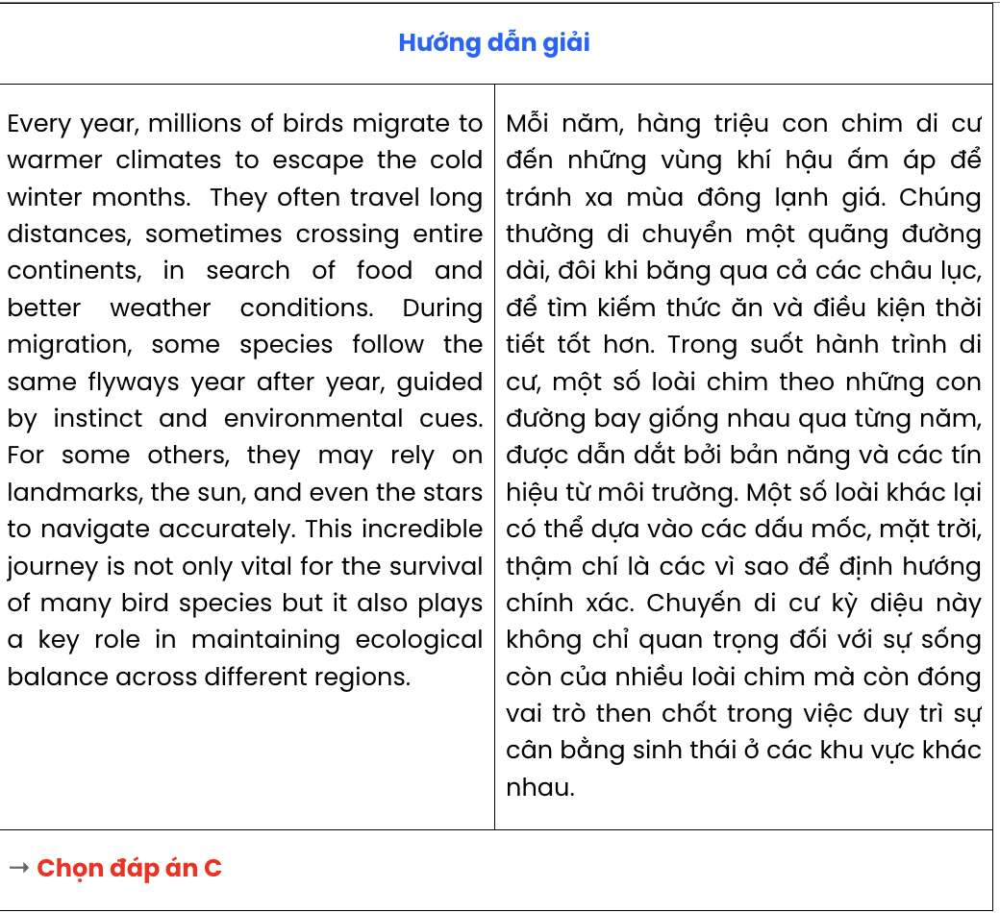 Hướng dẫn giải
Every year, millions of birds migrate to
warmer climates to escape the cold
winter months. They often travel long
distances, sometimes crossing entire
continents, in search of food and
better weather conditions. During
migration, some species follow the
same flyways year after year, guided
by instinct and environmental cues.
For some others, they may rely on
landmarks, the sun, and even the stars
to navigate accurately. This incredible
journey is not only vital for the survival
of many bird species but it also plays
a key role in maintaining ecological
balance across different regions.
Mỗi năm, hàng triệu con chim di cư
đến những vùng khí hậu ấm áp để
tránh xa mùa đông lạnh giá. Chúng
thường di chuyển một quãng đường
dài, đôi khi băng qua cả các châu lục,
để tìm kiếm thức ăn và điều kiện thời
tiết tốt hơn. Trong suốt hành trình di
cư, một số loài chim theo những con
đường bay giống nhau qua từng năm,
được dẫn dắt bởi bản năng và các tín
hiệu từ môi trường. Một số loài khác lại
có thể dựa vào các dấu mốc, mặt trời,
thậm chí là các vì sao để định hướng
chính xác. Chuyến di cư kỳ diệu này
không chỉ quan trọng đối với sự sống
còn của nhiều loài chim mà còn đóng
vai trò then chốt trong việc duy trì sự
cân bằng sinh thái ở các khu vực khác
nhau.
→ Chọn đáp án C